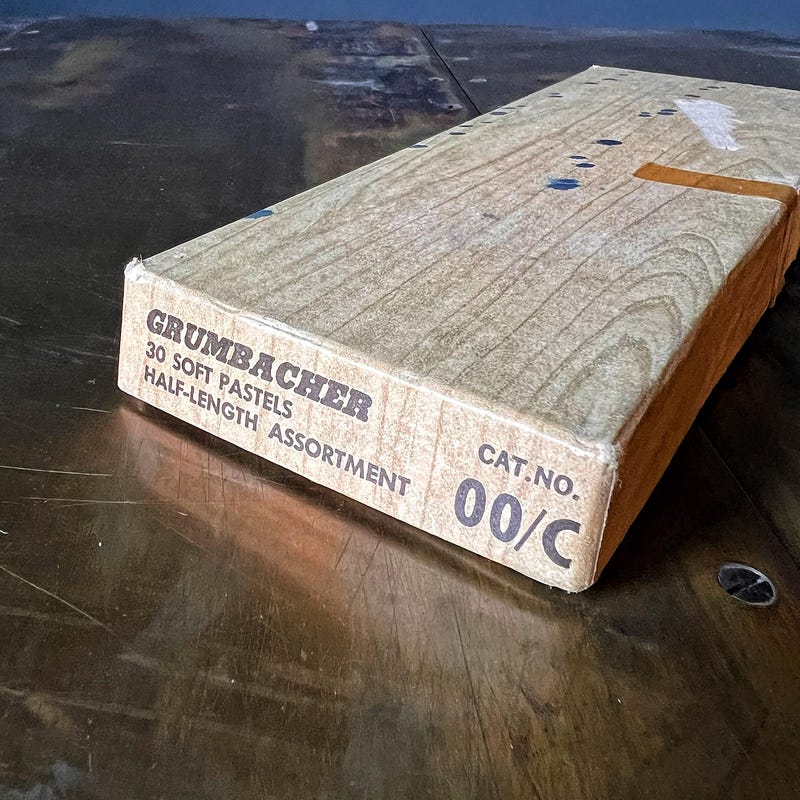 GRUMBACHER
30 SOFT PASTELS
HALF-LENGTH ASSORTMENT
CAT.NO.
00/C